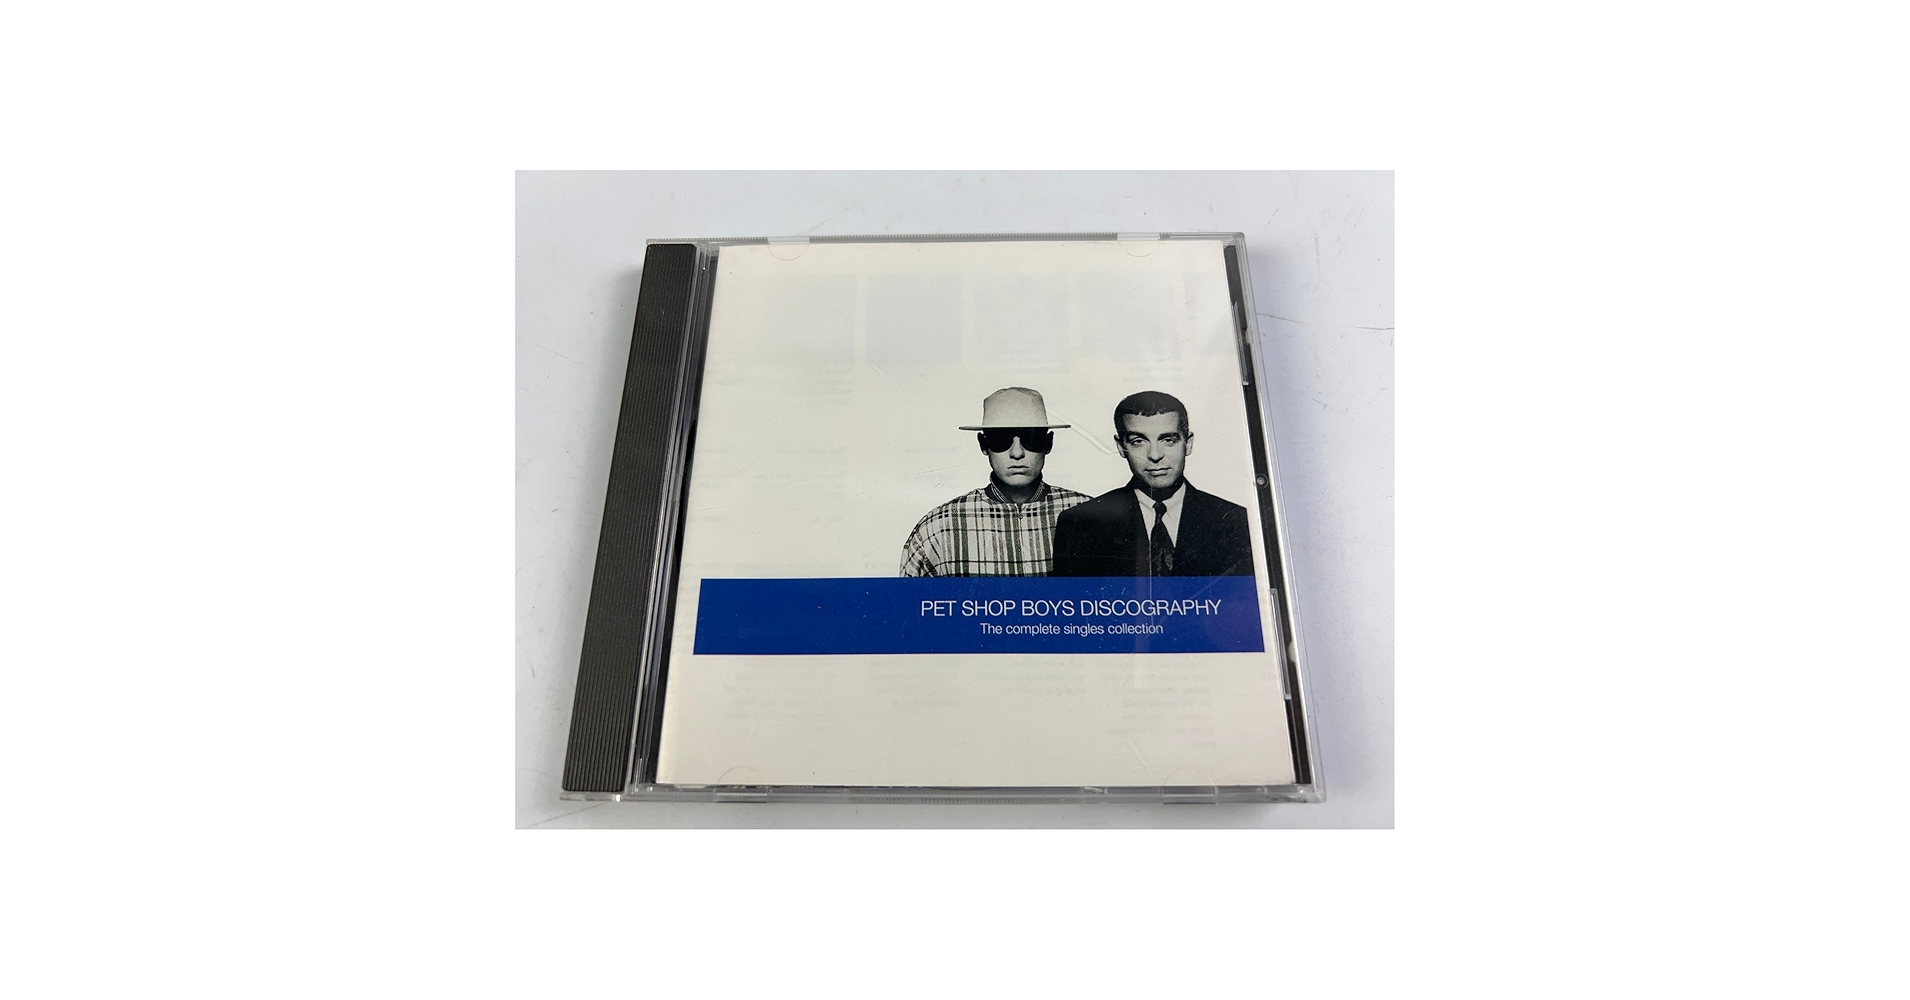 PET SHOP BOYS DISCOGRAPHY
The complete singles collection